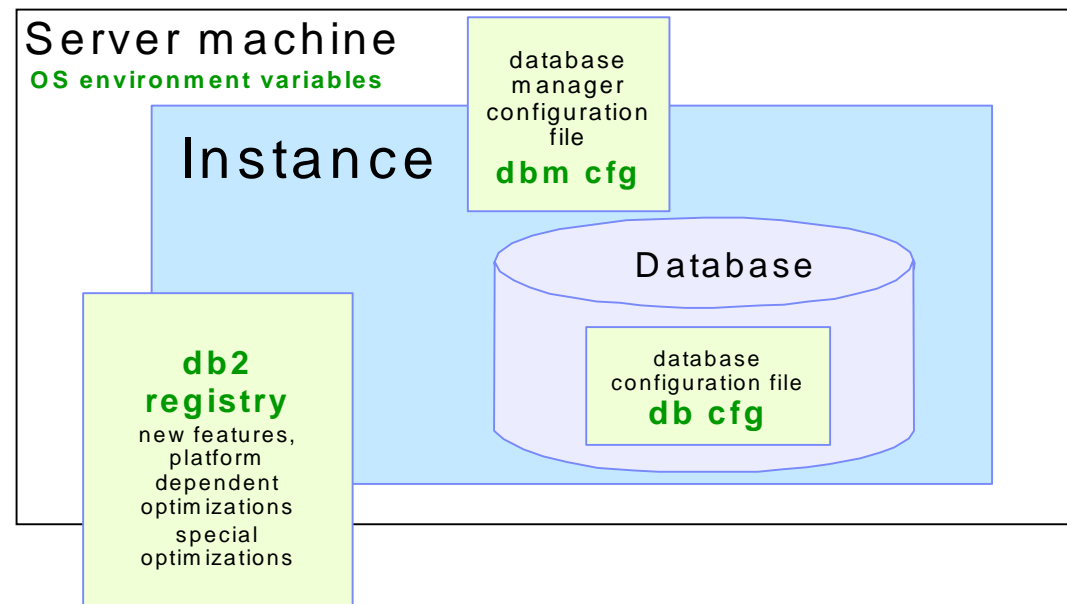 Server machine
OS environment variables
database
manager
configuration
file
dbm cfg
Instance
Database
database
configuration file
db cfg
db2
registry
new features,
platform
dependent
optimizations
special
optimizations